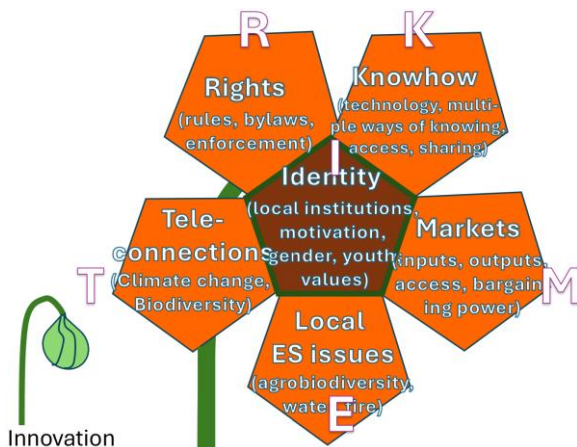 R
Rights
(rules, bylaws,
enforcement)
K
Knowhow
(technology, multi-
ple ways of knowing,
access, sharing)
I
Identity
(local institutions,
motivation,
gender, youth,
values)
T
Tele-
connections
(Climate change,
Biodiversity)
Markets
(inputs, outputs,
access, bargain
ing power)
M
Local
ES issues
(agrobiodiversity,
water, fire)
E
Innovation